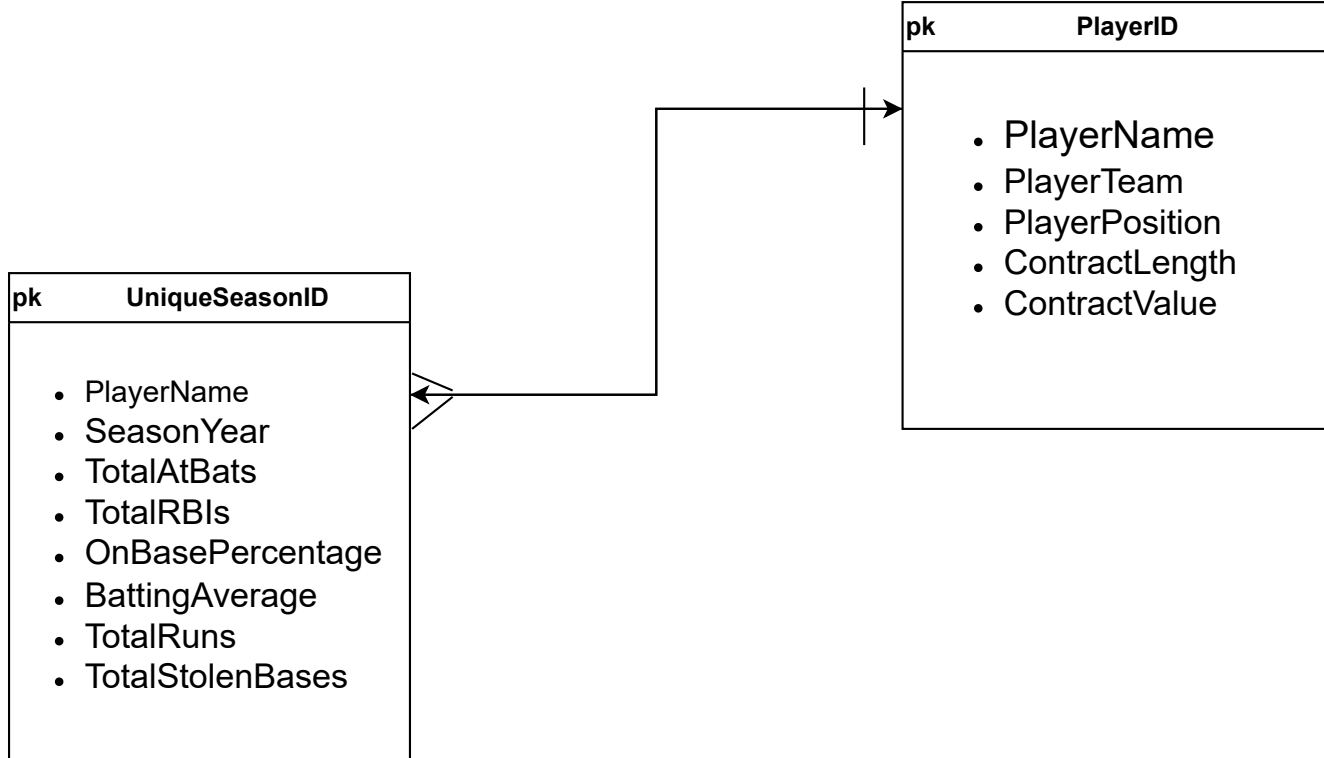 pk PlayerID
PlayerName
PlayerTeam
PlayerPosition
ContractLength
ContractValue
pk UniqueSeasonID
PlayerName
SeasonYear
TotalAtBats
TotalRBIs
OnBasePercentage
BattingAverage
TotalRuns
TotalStolenBases